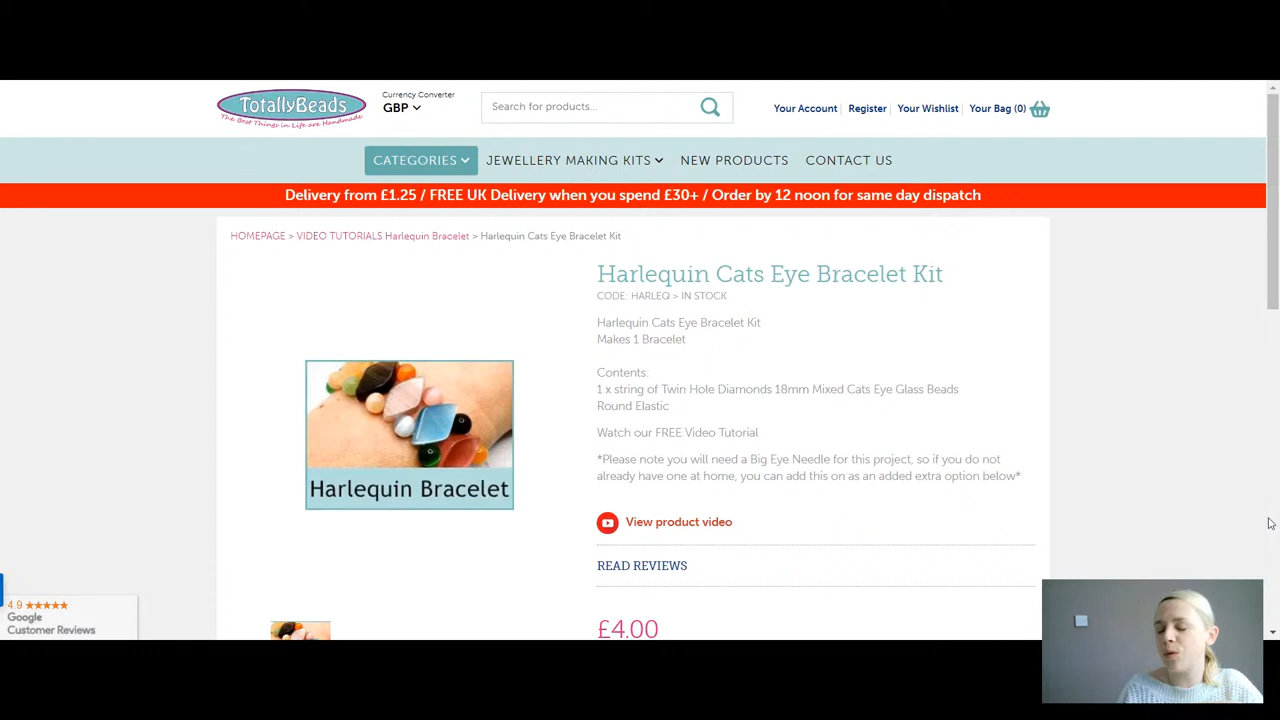 TotallyBeads
The Best Things in Life are Handmade
Currency Converter
GBP
Search for products...
Your Account
Register
Your Wishlist
Your Bag (0)
CATEGORIES
JEWELLERY MAKING KITS
NEW PRODUCTS
CONTACT US
Delivery from £1.25 / FREE UK Delivery when you spend £30+ / Order by 12 noon for same day dispatch
HOMEPAGE > VIDEO TUTORIALS Harlequin Bracelet > Harlequin Cats Eye Bracelet Kit
Harlequin Bracelet
Harlequin Cats Eye Bracelet Kit
CODE: HARLEQ > IN STOCK
Harlequin Cats Eye Bracelet Kit
Makes 1 Bracelet
Contents:
1 x string of Twin Hole Diamonds 18mm Mixed Cats Eye Glass Beads
Round Elastic
Watch our FREE Video Tutorial
*Please note you will need a Big Eye Needle for this project, so if you do not
already have one at home, you can add this on as an added extra option below*
View product video
READ REVIEWS
£4.00
4.9 ★★★★★
Google
Customer Reviews